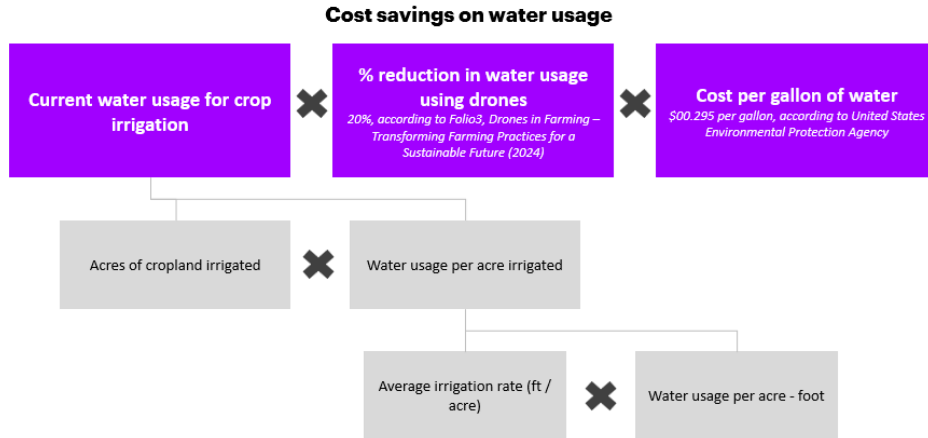 Cost savings on water usage
Current water usage for crop
irrigation
% reduction in water usage
using drones
20%, according to Folio3, Drones in Farming –
Transforming Farming Practices for a
Sustainable Future (2024)
Cost per gallon of water
$00.295 per gallon, according to United States
Environmental Protection Agency
Acres of cropland irrigated
Water usage per acre irrigated
Average irrigation rate (ft /
acre)
Water usage per acre - foot